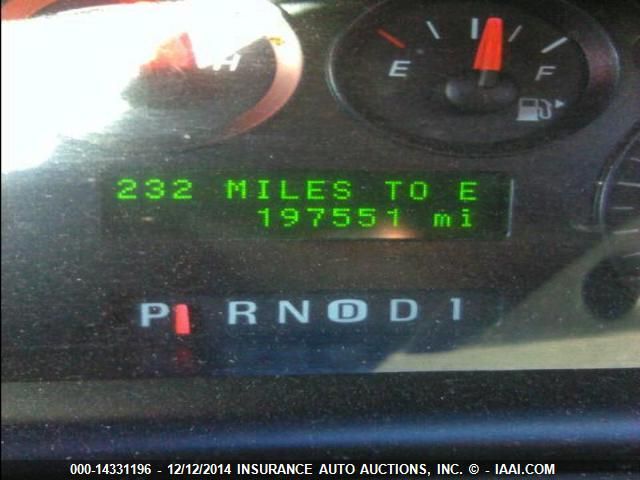 H
E F
232 MILES TO E
197551 mi
P R N D D 1
000-14331196 - 12/12/2014 INSURANCE AUTO AUCTIONS, INC. © - IAAI.COM